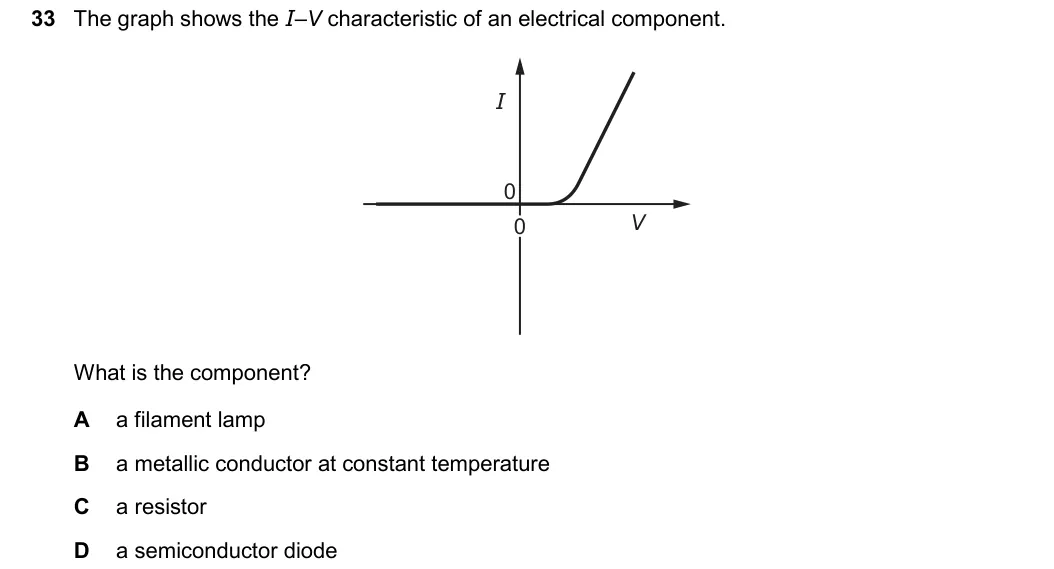 33 The graph shows the I–V characteristic of an electrical component.
I
0
0
V
What is the component?
A a filament lamp
B a metallic conductor at constant temperature
C a resistor
D a semiconductor diode